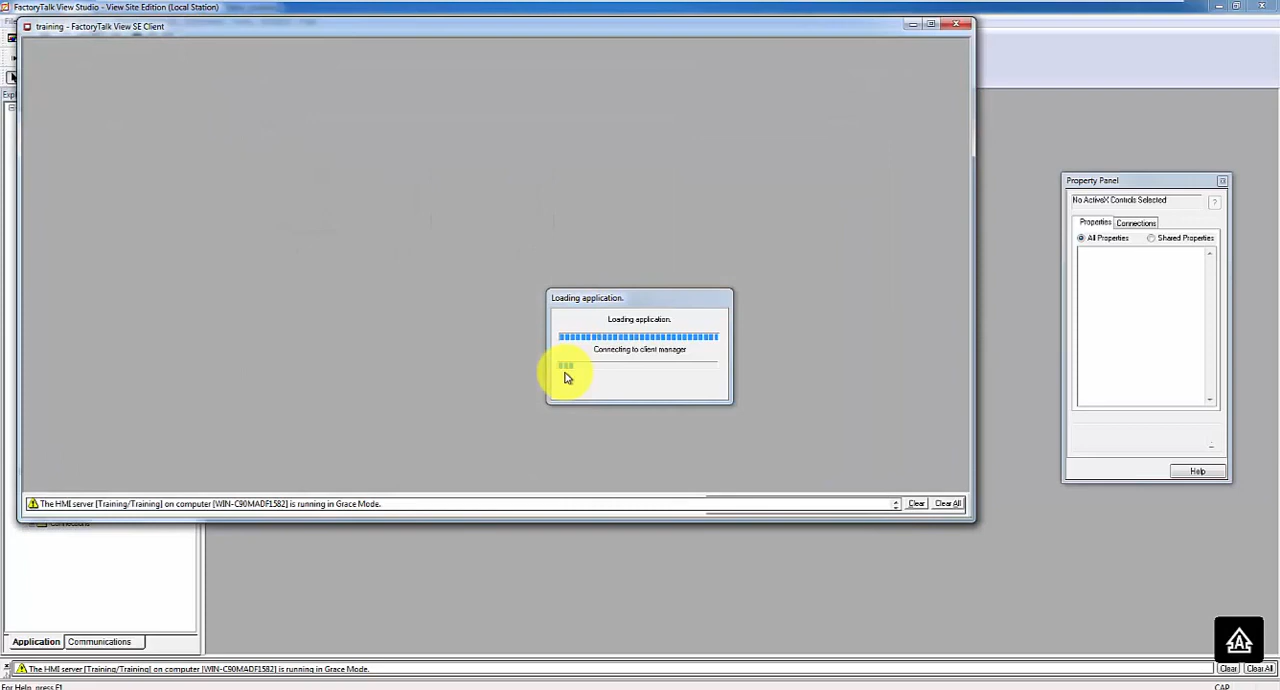 FactoryTalk View Studio - View Site Edition (Local Station)
training - FactoryTalk View SE Client
Property Panel
No ActiveX Controls Selected
?
Properties
Connections
All Properties
Shared Properties
Loading application.
Loading application.
Connecting to client manager
Help
The HMI server [Training/Training] on computer [WIN-C90MADF1582] is running in Grace Mode.
Clear
Clear All
Connections
Application
Communications
The HMI server [Training/Training] on computer [WIN-C90MADF1582] is running in Grace Mode.
Clear
Clear All
For Help, press F1
CAP